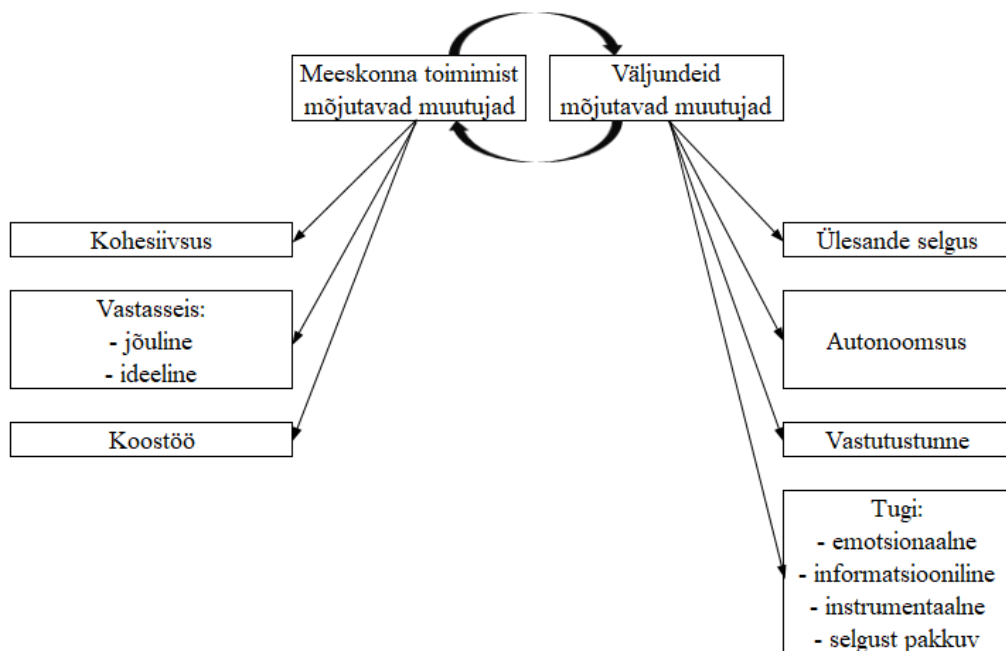 Meeskonna toimimist
mõjutavad muutujad
Väljundeid
mõjutavad muutujad
Kohesiivsus
Vastasseis:
- jõuline
- ideeline
Koostöö
Ülesande selgus
Autonoomsus
Vastutustunne
Tugi:
- emotsionaalne
- informatsiooniline
- instrumentaalne
- selgust pakkuv